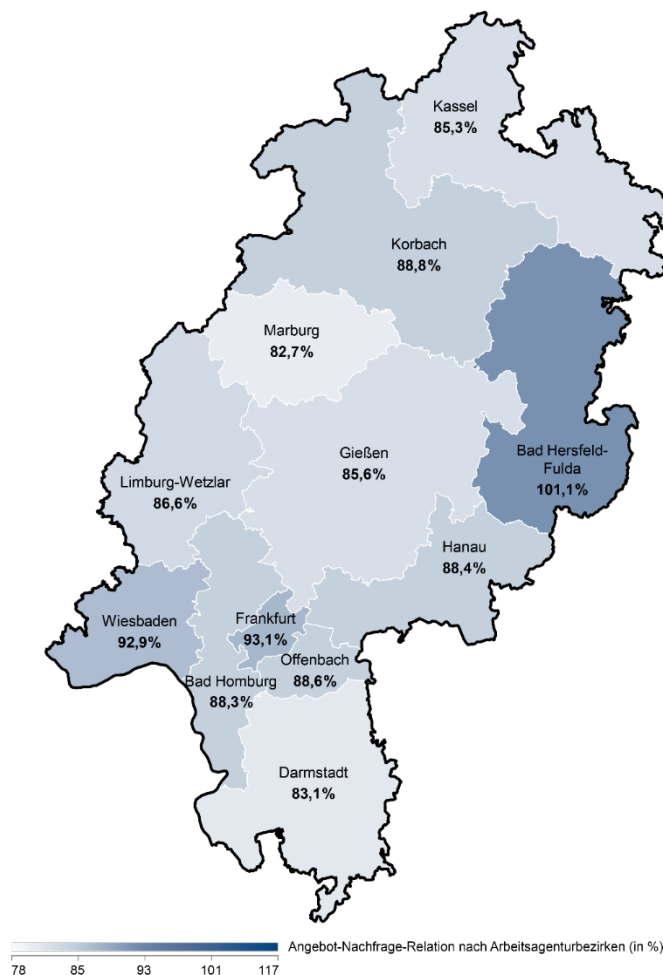 Kassel
85,3%
Korbach
88,8%
Marburg
82,7%
Gießen
85,6%
Bad Hersfeld-
Fulda
101,1%
Limburg-Wetzlar
86,6%
Hanau
88,4%
Wiesbaden
92,9%
Frankfurt
93,1%
Offenbach
88,6%
Bad Homburg
88,3%
Darmstadt
83,1%
Angebot-Nachfrage-Relation nach Arbeitsagenturbezirken (in %)
78 85 93 101 117